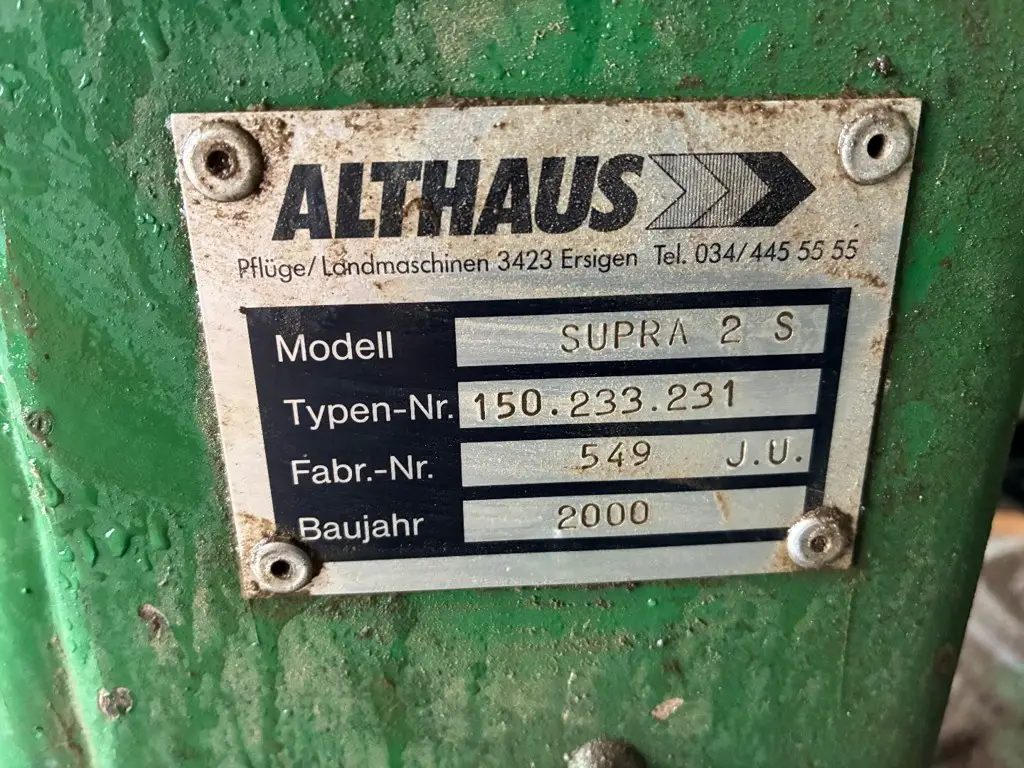 ALTHAUS
Pflüge/Landmaschinen 3423 Ersigen Tel. 034/445 55 55
Modell SUPRA 2 S
Typen-Nr. 150.233.231
Fabr.-Nr. 549 J.U.
Baujahr 2000